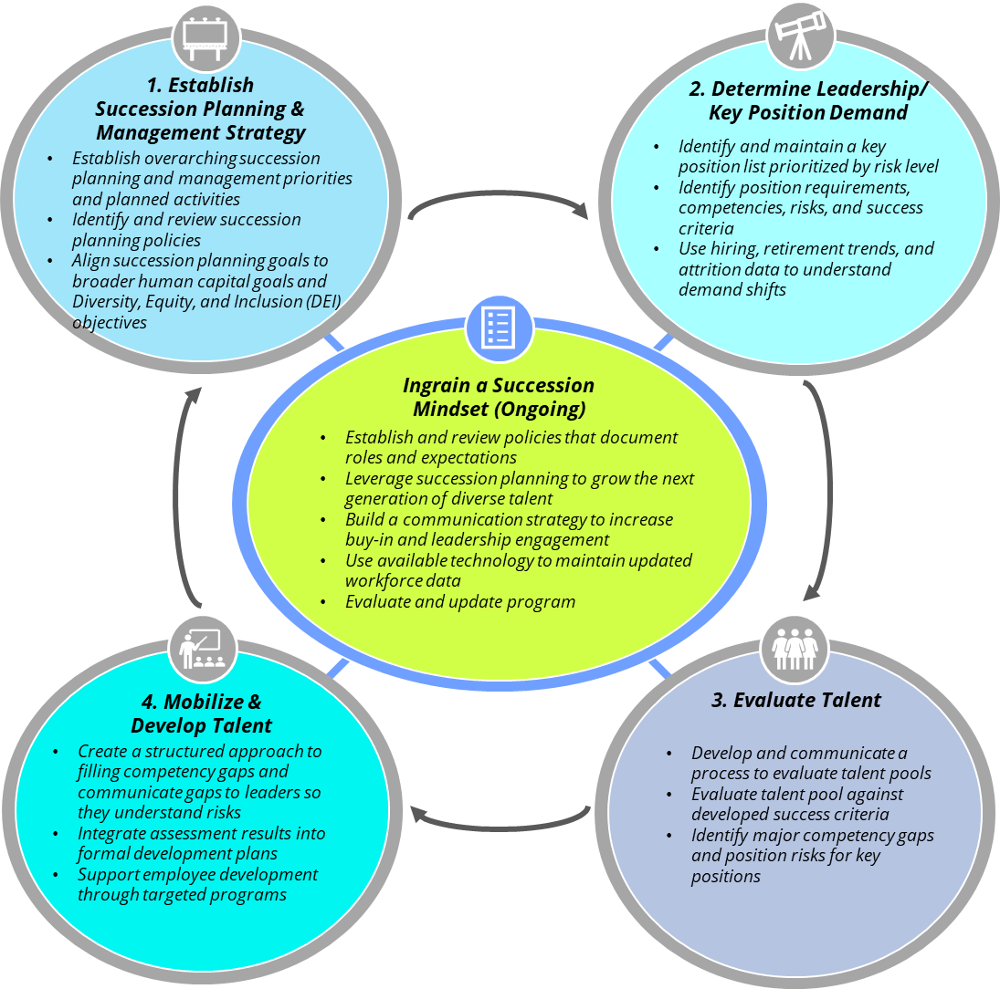 1. Establish
Succession Planning &
Management Strategy
• Establish overarching succession
planning and management priorities
and planned activities
• Identify and review succession
planning policies
• Align succession planning goals to
broader human capital goals and
Diversity, Equity, and Inclusion (DEI)
objectives
2. Determine Leadership/
Key Position Demand
• Identify and maintain a key
position list prioritized by risk level
• Identify position requirements,
competencies, risks, and success
criteria
• Use hiring, retirement trends, and
attrition data to understand
demand shifts
Ingrain a Succession
Mindset (Ongoing)
• Establish and review policies that document
roles and expectations
• Leverage succession planning to grow the next
generation of diverse talent
• Build a communication strategy to increase
buy-in and leadership engagement
• Use available technology to maintain updated
workforce data
• Evaluate and update program
3. Evaluate Talent
• Develop and communicate a
process to evaluate talent pools
• Evaluate talent pool against
developed success criteria
• Identify major competency gaps
and position risks for key
positions
4. Mobilize &
Develop Talent
• Create a structured approach to
filling competency gaps and
communicate gaps to leaders so
they understand risks
• Integrate assessment results into
formal development plans
• Support employee development
through targeted programs